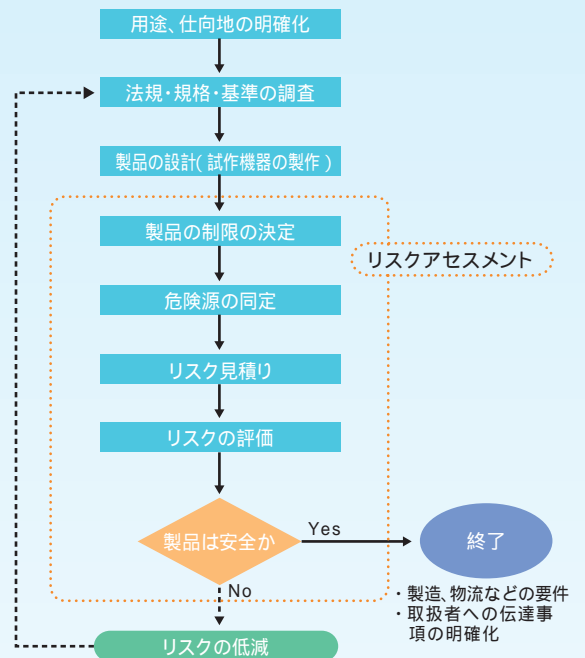 用途、仕向地の明確化
法規・規格・基準の調査
製品の設計(試作機器の製作)
製品の制限の決定
リスクアセスメント
危険源の同定
リスク見積り
リスクの評価
製品は安全か
Yes
終了
No
・製造、物流などの要件
・取扱者への伝達事
項の明確化
リスクの低減